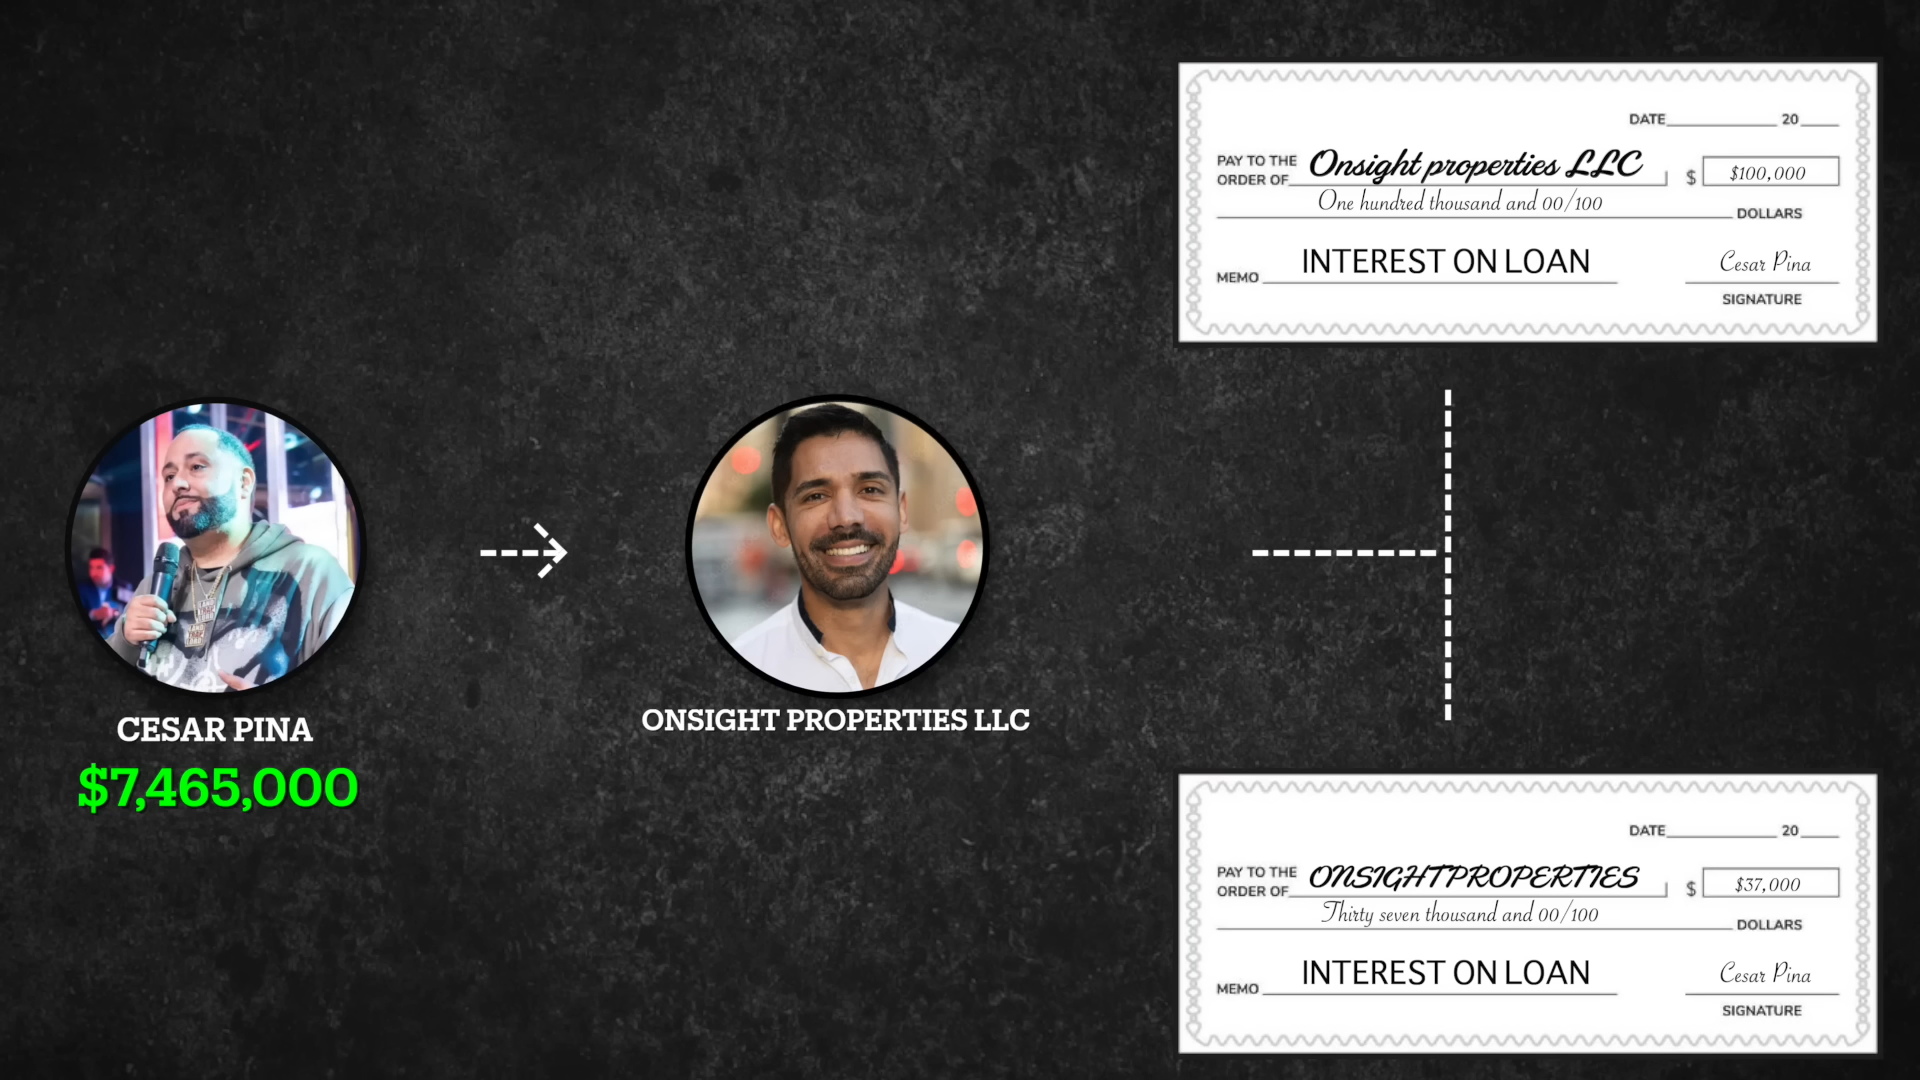 DATE 20
PAY TO THE ORDER OF Onsight properties LLC $ $100,000
One hundred thousand and 00/100 DOLLARS
MEMO INTEREST ON LOAN Cesar Pina
SIGNATURE
CESAR PINA
$7,465,000
ONSIGHT PROPERTIES LLC
DATE 20
PAY TO THE ORDER OF ONSIGHTPROPERTIES $ $37,000
Thirty seven thousand and 00/100 DOLLARS
MEMO INTEREST ON LOAN Cesar Pina
SIGNATURE